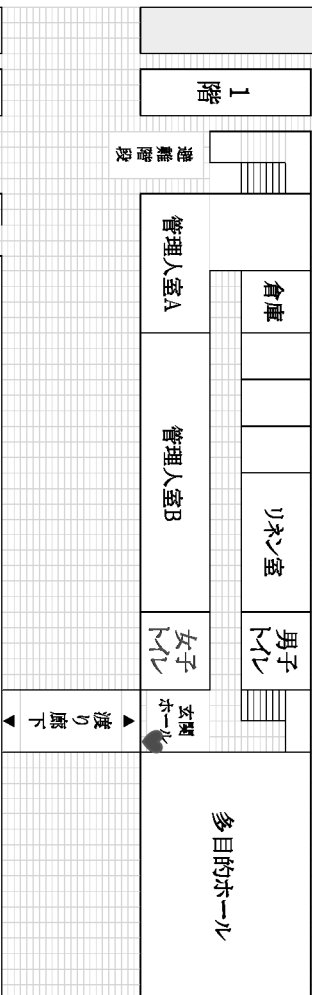 1階
避難階段
管理人室A
倉庫
管理人室B
リネン室
女子
トイレ
男子
トイレ
玄関
ホール
渡り廊下
多目的ホール